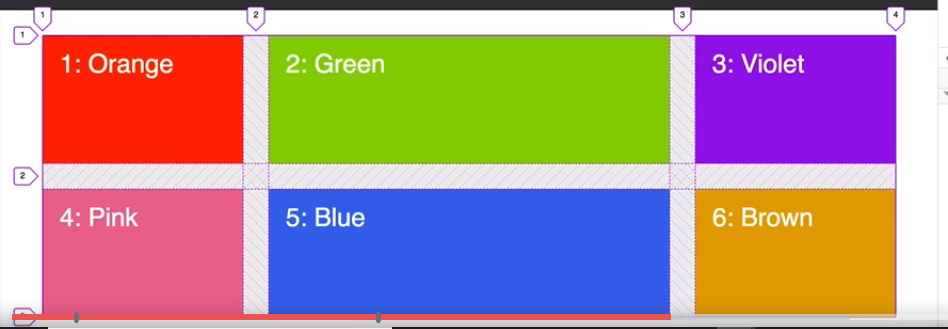 1 2 3 4
1
1: Orange 2: Green 3: Violet
2
4: Pink 5: Blue 6: Brown